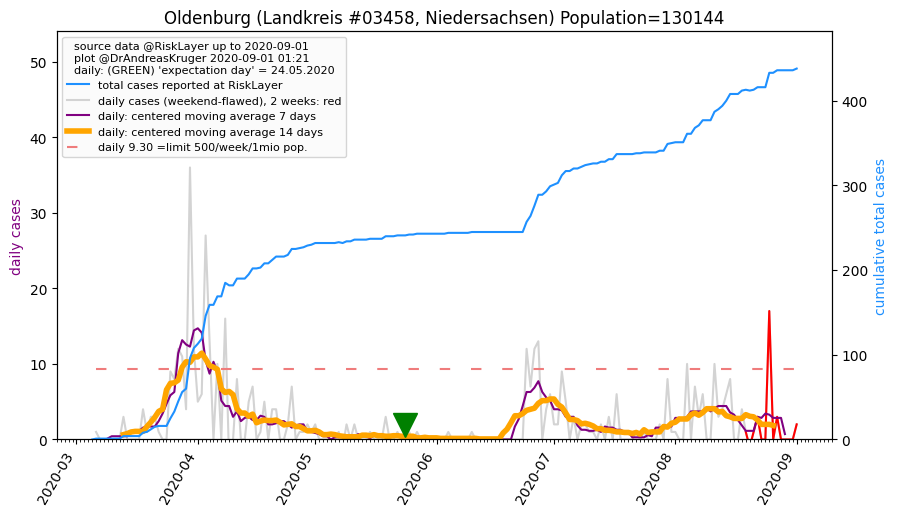 Oldenburg (Landkreis #03458, Niedersachsen) Population=130144
source data @RiskLayer up to 2020-09-01
plot @DrAndreasKruger 2020-09-01 01:21
daily: (GREEN) 'expectation day' = 24.05.2020
total cases reported at RiskLayer
daily cases (weekend-flawed), 2 weeks: red
daily: centered moving average 7 days
daily: centered moving average 14 days
daily 9.30 =limit 500/week/1mio pop.
daily cases
50
40
30
20
10
0
cumulative total cases
400
300
200
100
0
2020-03
2020-04
2020-05
2020-06
2020-07
2020-08
2020-09